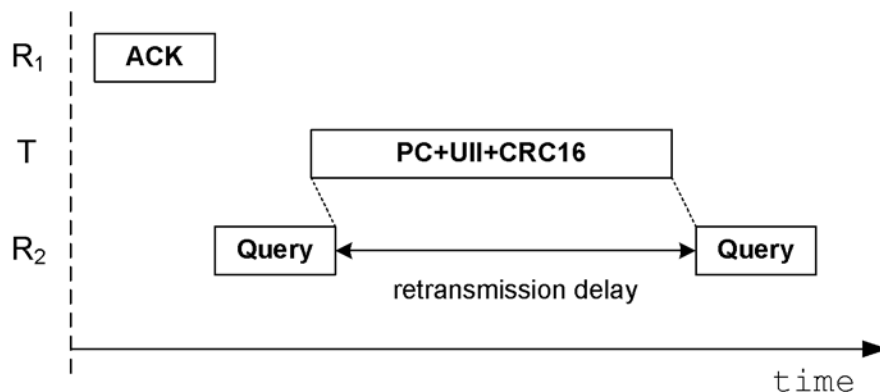 R₁ ACK
T PC+UII+CRC16
R₂ Query Query
retransmission delay
time